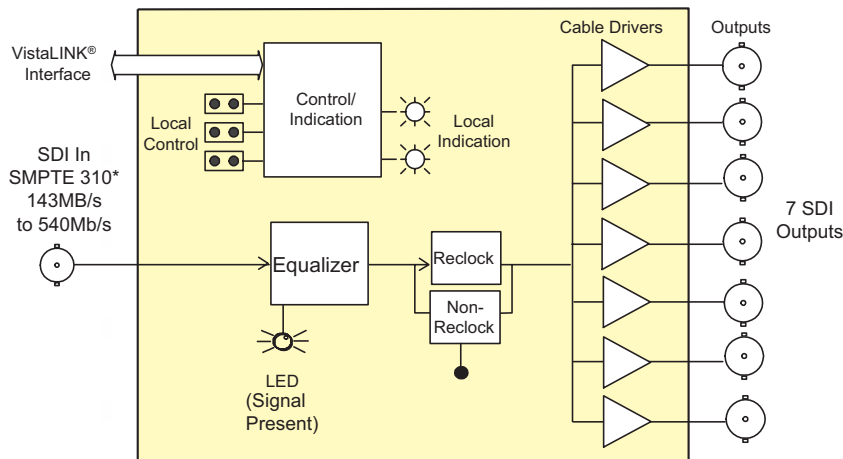 Cable Drivers
Outputs
VistaLINK®
Interface
Control/
Indication
Local
Control
Local
Indication
SDI In
SMPTE 310*
143MB/s
to 540Mb/s
7 SDI
Outputs
Equalizer
Reclock
Non-
Reclock
LED
(Signal
Present)